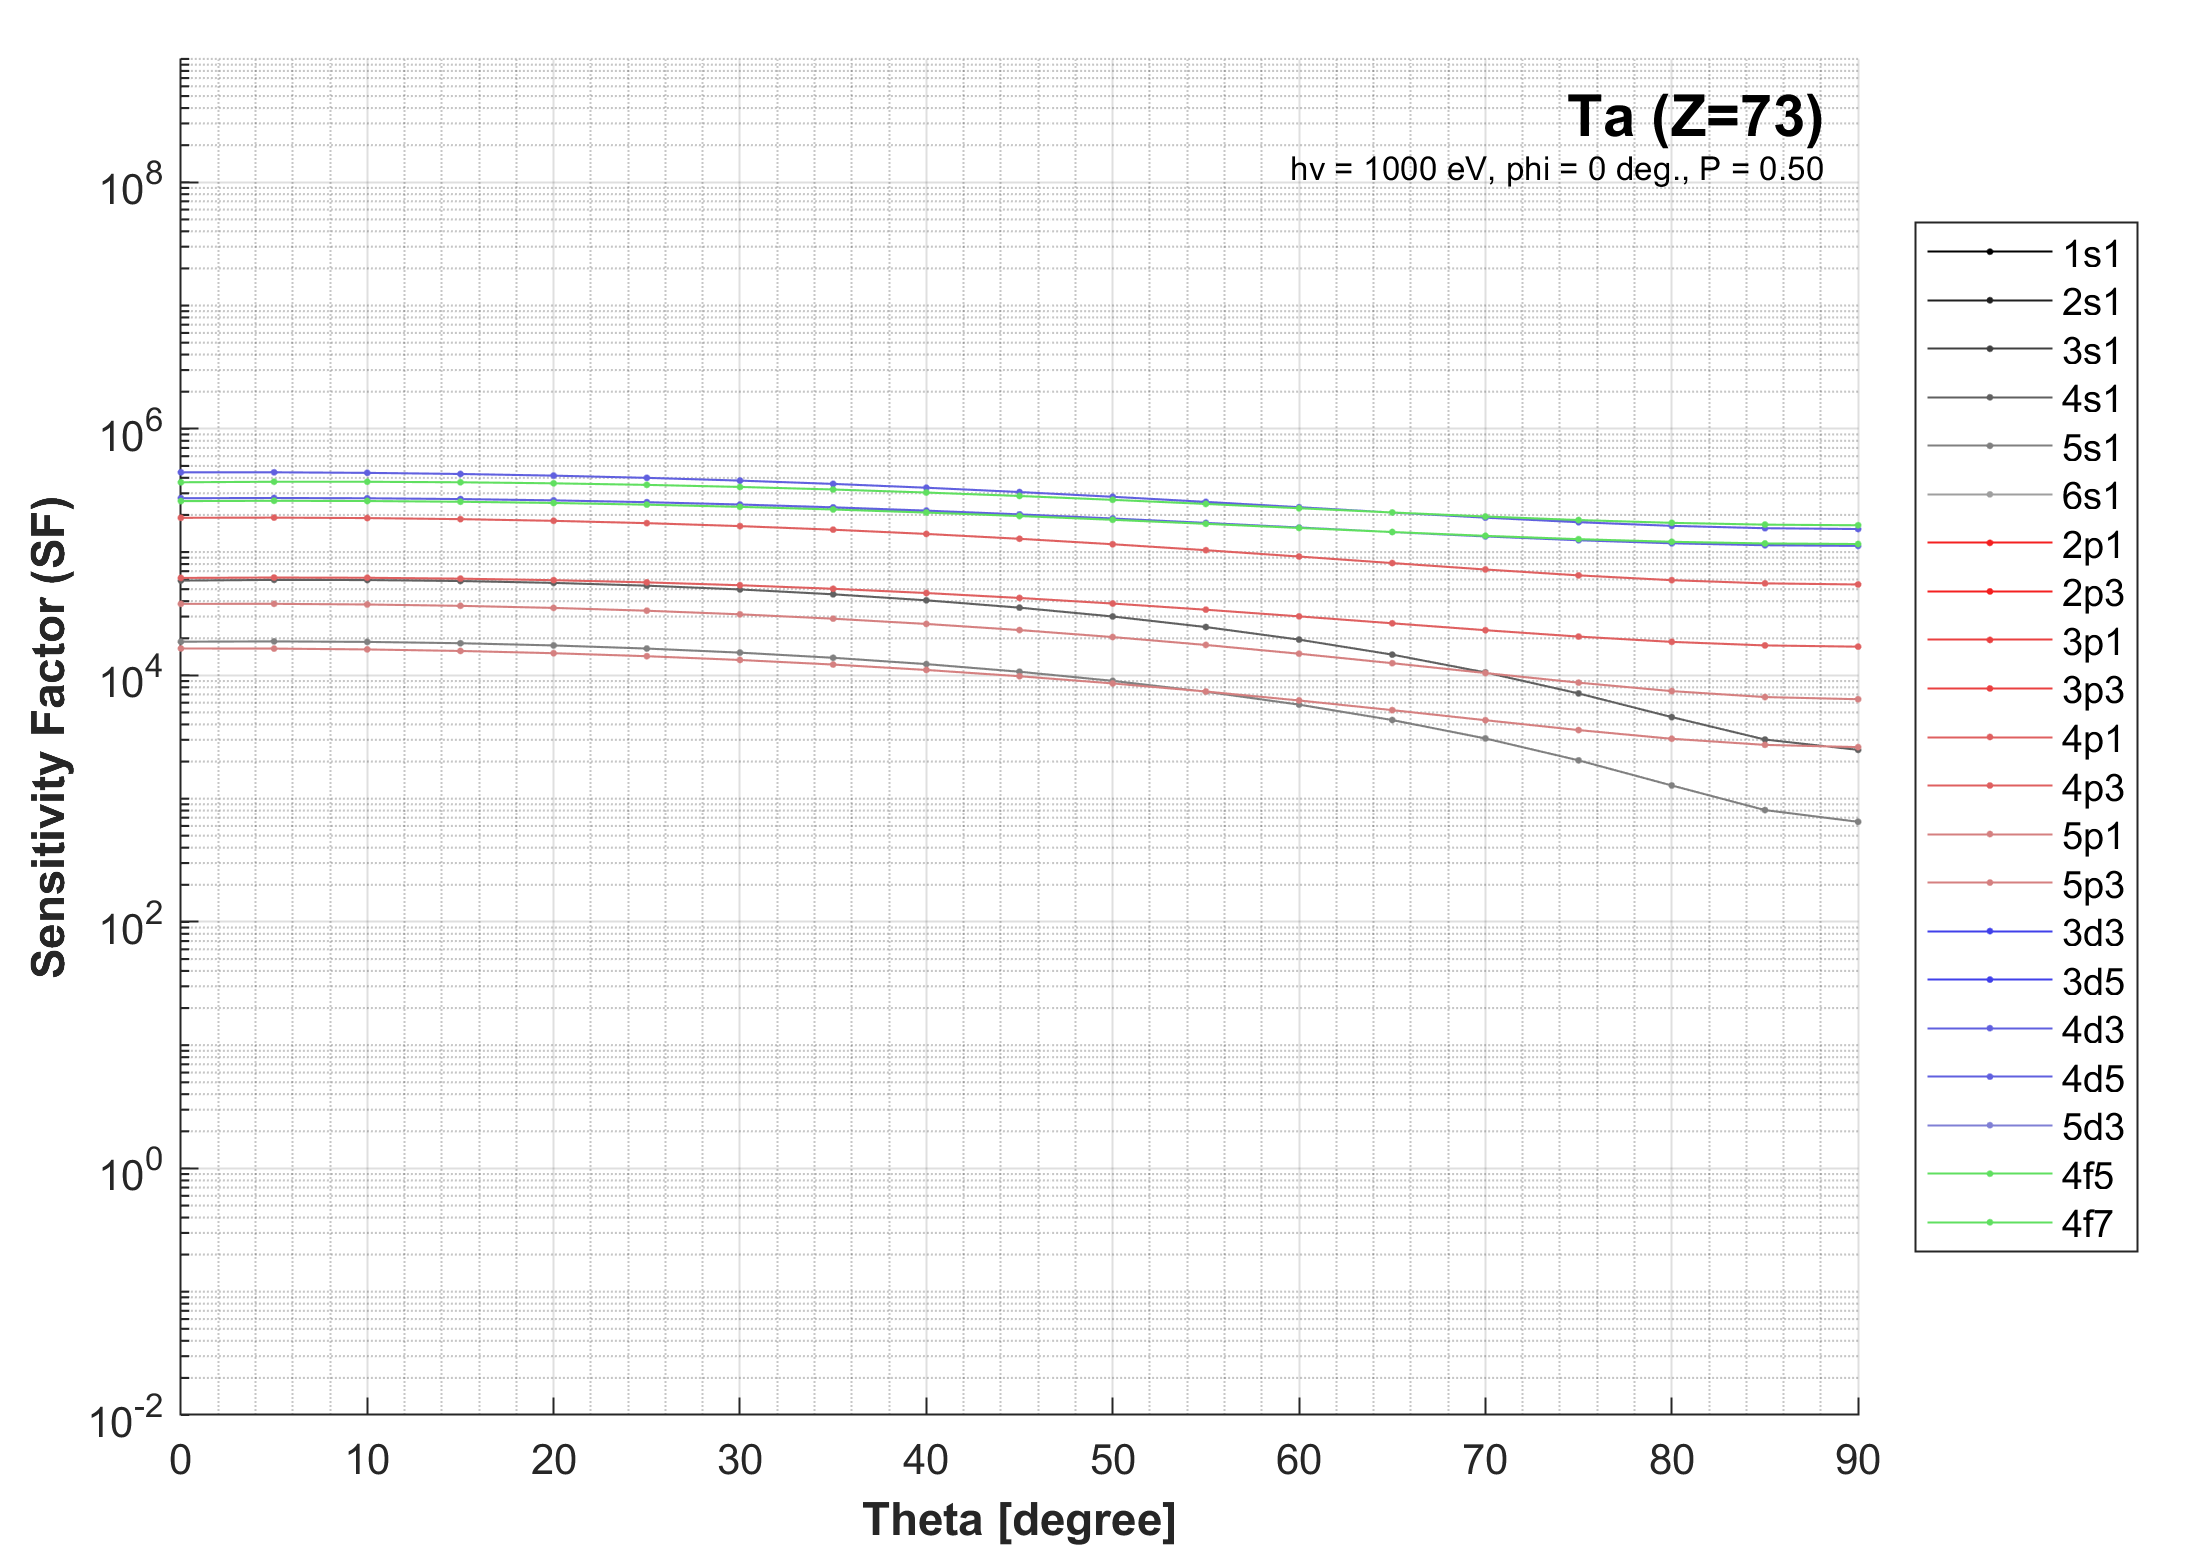 Ta (Z=73)
hv = 1000 eV, phi = 0 deg., P = 0.50
Sensitivity Factor (SF)
10^8
10^6
10^4
10^2
10^0
10^-2
0 10 20 30 40 50 60 70 80 90
Theta [degree]
1s1
2s1
3s1
4s1
5s1
6s1
2p1
2p3
3p1
3p3
4p1
4p3
5p1
5p3
3d3
3d5
4d3
4d5
5d3
4f5
4f7